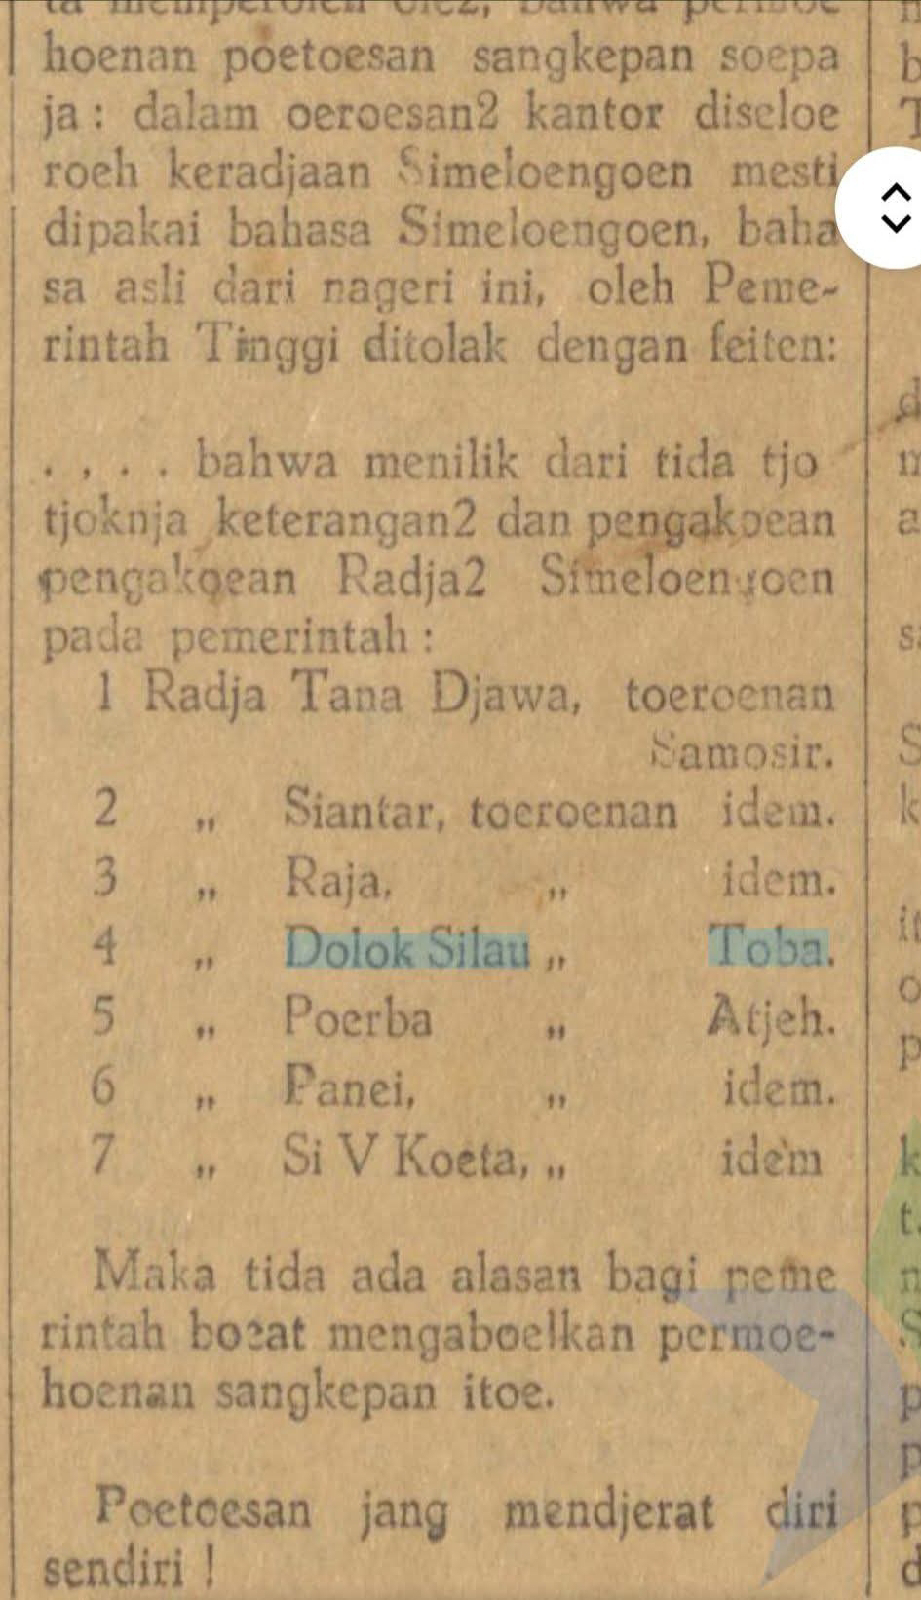 hoenan poetoesan sangkepan soepa
ja : dalam oeroesan2 kantor diseloe
roeh keradjaan Simeloengoen mesti
dipakai bahasa Simeloengoen, baha
sa asli dari nageri ini, oleh Peme-
rintah Tinggi ditolak dengan feiten:
. , . . bahwa menilik dari tida tjo
tjoknja keterangan2 dan pengakoean
pengakoean Radja2 Simeloengoen
pada pemerintah :
1 Radja Tana Djawa, toeroenan
Samosir.
2 „ Siantar, toeroenan idem.
3 „ Raja, „ idem.
4 „ Dolok Silau „ Toba.
5 „ Poerba „ Atjeh.
6 „ Panei, „ idem.
7 „ Si V Koeta, „ idem
Maka tida ada alasan bagi peme
rintah boeat mengaboelkan permoe-
hoenan sangkepan itoe.
Poetoesan jang mendjerat diri
sendiri !